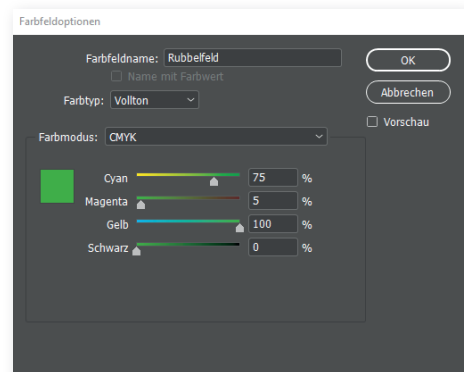 Farbfeldoptionen
Farbfeldname: Rubbelfeld
Name mit Farbwert
Farbtyp: Vollton
Farbmodus: CMYK
Cyan 75 %
Magenta 5 %
Gelb 100 %
Schwarz 0 %
OK
Abbrechen
Vorschau